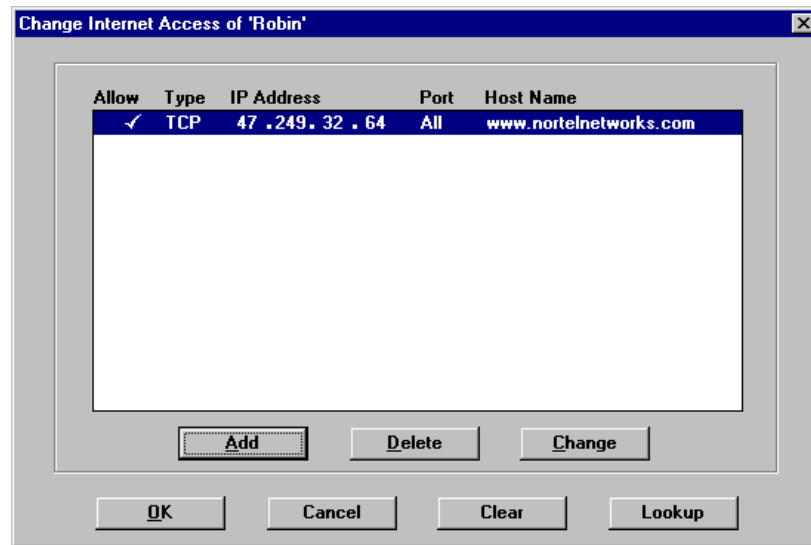 Change Internet Access of 'Robin'
Allow Type IP Address Port Host Name
TCP 47 .249. 32 . 64 All www.nortelnetworks.com
Add Delete Change
OK Cancel Clear Lookup